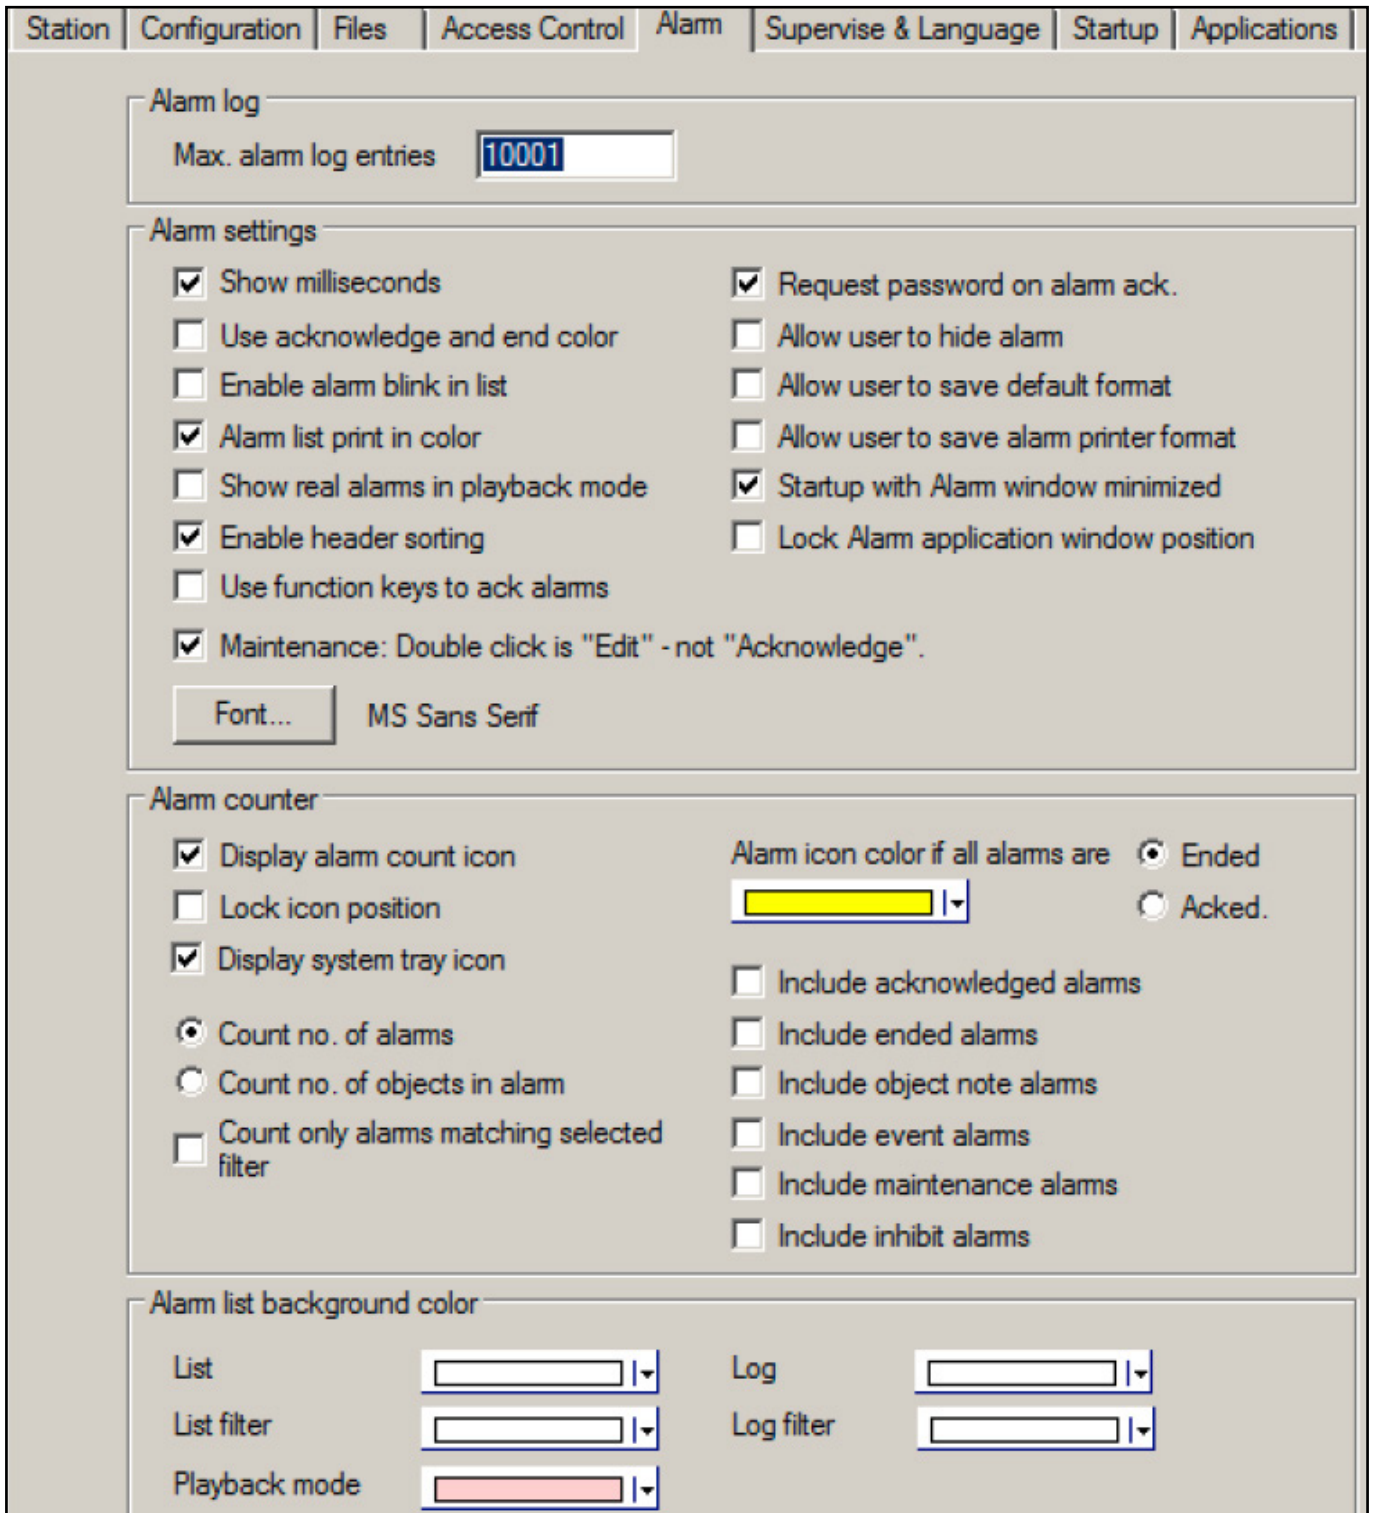 Station Configuration Files Access Control Alarm Supervise & Language Startup Applications
Alarm log
Max. alarm log entries 10001
Alarm settings
Show milliseconds Request password on alarm ack.
Use acknowledge and end color Allow user to hide alarm
Enable alarm blink in list Allow user to save default format
Alarm list print in color Allow user to save alarm printer format
Show real alarms in playback mode Startup with Alarm window minimized
Enable header sorting Lock Alarm application window position
Use function keys to ack alarms
Maintenance: Double click is "Edit" - not "Acknowledge".
Font... MS Sans Serif
Alarm counter
Display alarm count icon Alarm icon color if all alarms are Ended
Lock icon position Acked.
Display system tray icon
Include acknowledged alarms
Count no. of alarms Include ended alarms
Count no. of objects in alarm Include object note alarms
Count only alarms matching selected Include event alarms
filter
Include maintenance alarms
Include inhibit alarms
Alarm list background color
List Log
List filter Log filter
Playback mode